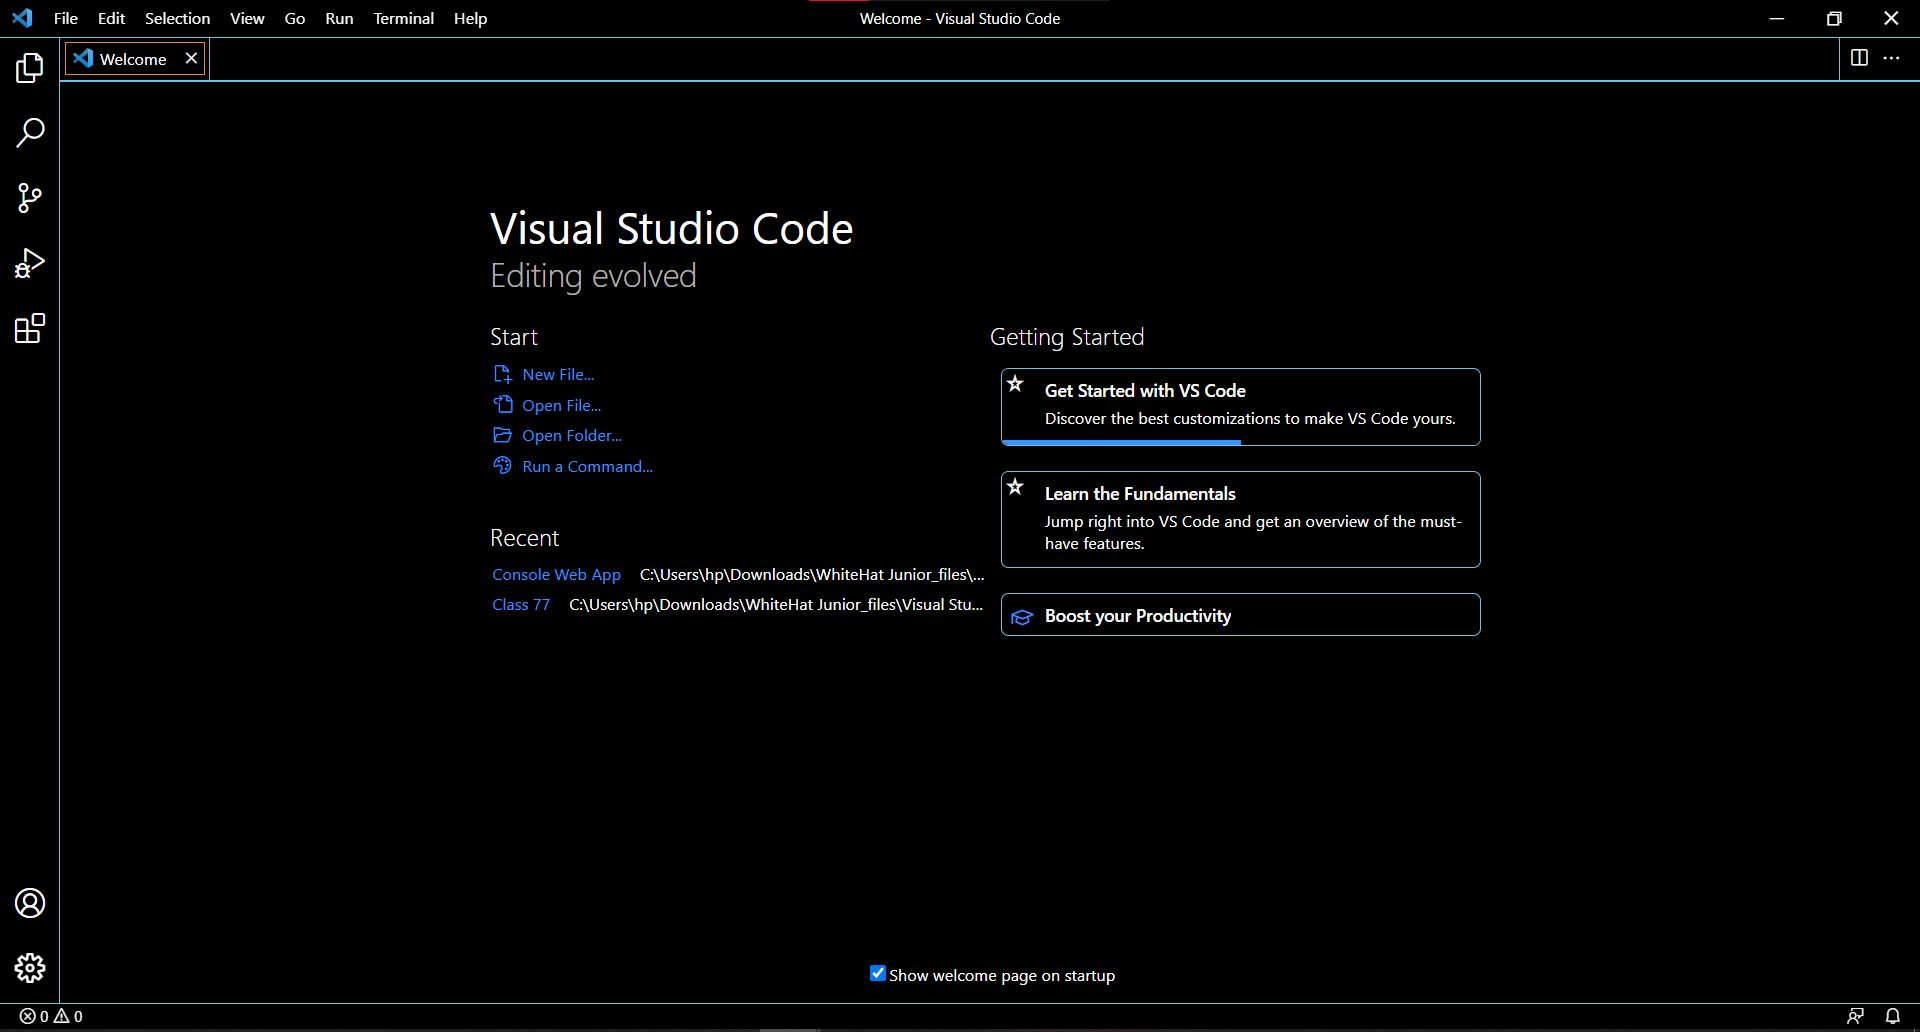 File Edit Selection View Go Run Terminal Help
Welcome - Visual Studio Code
Welcome
Visual Studio Code
Editing evolved
Start
New File...
Open File...
Open Folder...
Run a Command...
Recent
Console Web App C:\Users\hp\Downloads\WhiteHat Junior_files\...
Class 77 C:\Users\hp\Downloads\WhiteHat Junior_files\Visual Stu...
Getting Started
Get Started with VS Code
Discover the best customizations to make VS Code yours.
Learn the Fundamentals
Jump right into VS Code and get an overview of the must-
have features.
Boost your Productivity
Show welcome page on startup
0 0